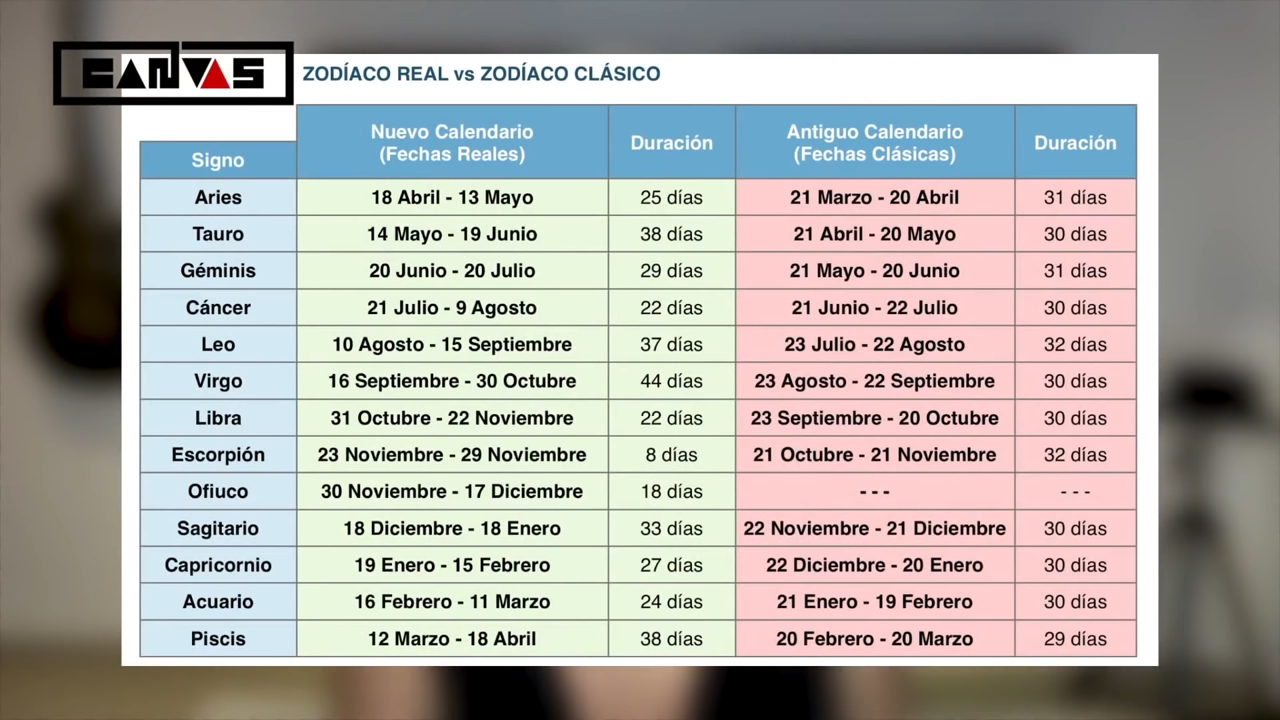 CANVAS
ZODÍACO REAL vs ZODÍACO CLÁSICO
Signo
Nuevo Calendario
(Fechas Reales)
Duración
Antiguo Calendario
(Fechas Clásicas)
Duración
Aries 18 Abril - 13 Mayo 25 días 21 Marzo - 20 Abril 31 días
Tauro 14 Mayo - 19 Junio 38 días 21 Abril - 20 Mayo 30 días
Géminis 20 Junio - 20 Julio 29 días 21 Mayo - 20 Junio 31 días
Cáncer 21 Julio - 9 Agosto 22 días 21 Junio - 22 Julio 30 días
Leo 10 Agosto - 15 Septiembre 37 días 23 Julio - 22 Agosto 32 días
Virgo 16 Septiembre - 30 Octubre 44 días 23 Agosto - 22 Septiembre 30 días
Libra 31 Octubre - 22 Noviembre 22 días 23 Septiembre - 20 Octubre 30 días
Escorpión 23 Noviembre - 29 Noviembre 8 días 21 Octubre - 21 Noviembre 32 días
Ofiuco 30 Noviembre - 17 Diciembre 18 días - - - - - -
Sagitario 18 Diciembre - 18 Enero 33 días 22 Noviembre - 21 Diciembre 30 días
Capricornio 19 Enero - 15 Febrero 27 días 22 Diciembre - 20 Enero 30 días
Acuario 16 Febrero - 11 Marzo 24 días 21 Enero - 19 Febrero 30 días
Piscis 12 Marzo - 18 Abril 38 días 20 Febrero - 20 Marzo 29 días